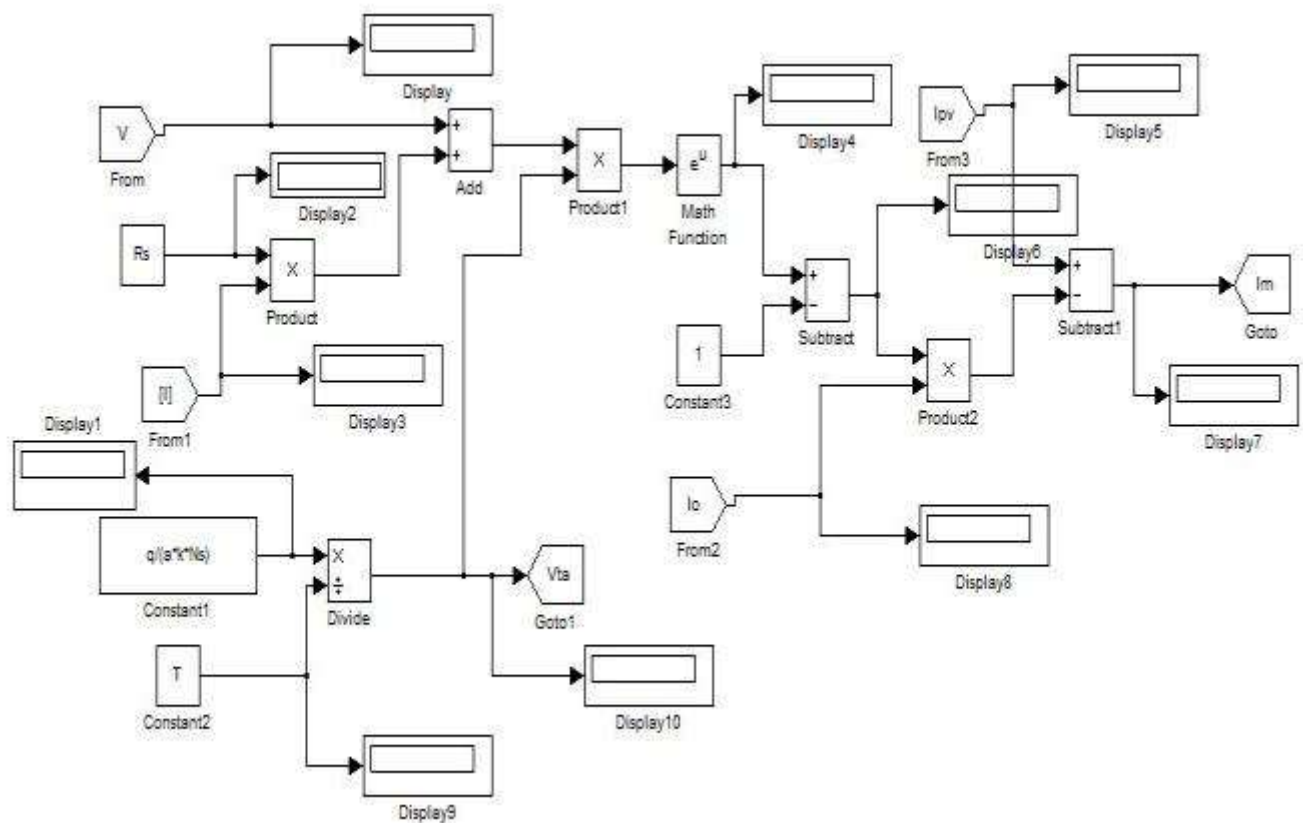 Display
V
From
+
+
Add
Display2
Rs
X
Product
[I]
From1
Display3
X
Product1
e^u
Math
Function
Display4
Ipv
From3
Display5
Display6
+
−
Subtract
1
Constant3
X
Product2
+
−
Subtract1
Im
Goto
Display7
Display1
q/(a*k*Ns)
Constant1
X
÷
Divide
Vta
Goto1
Io
From2
Display8
T
Constant2
Display10
Display9